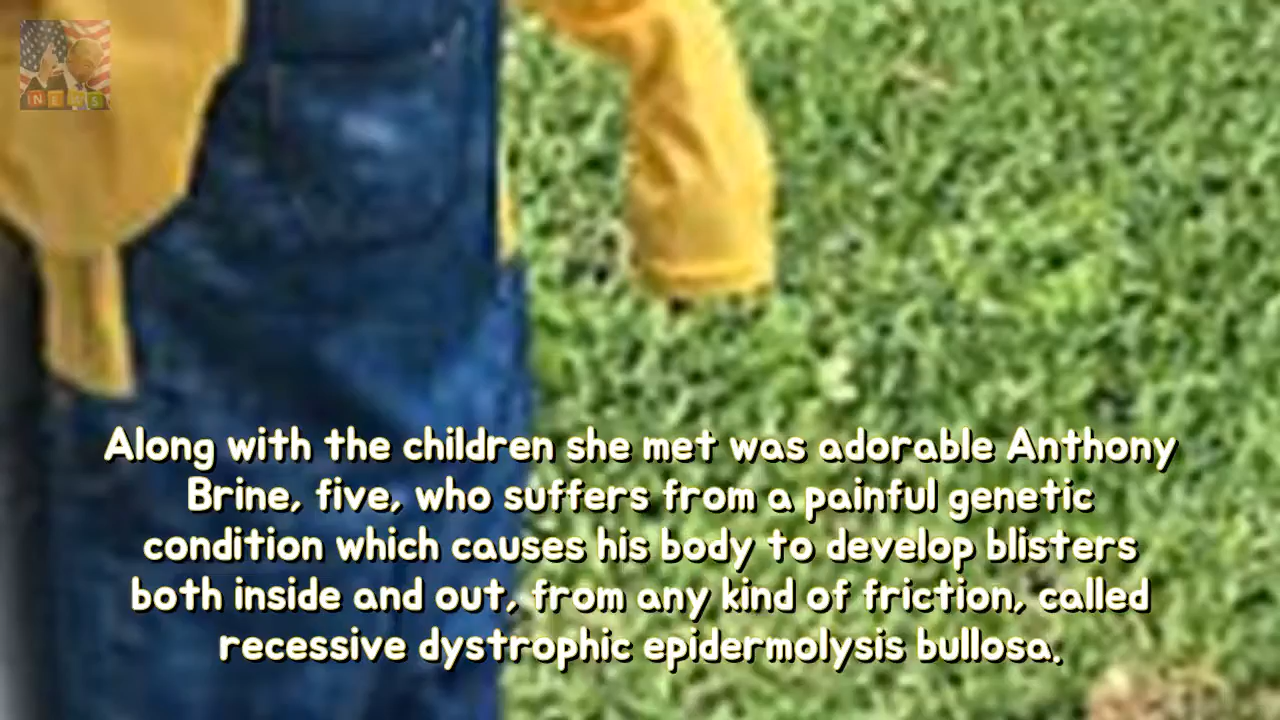 NEWS
Along with the children she met was adorable Anthony
Brine, five, who suffers from a painful genetic
condition which causes his body to develop blisters
both inside and out, from any kind of friction, called
recessive dystrophic epidermolysis bullosa.